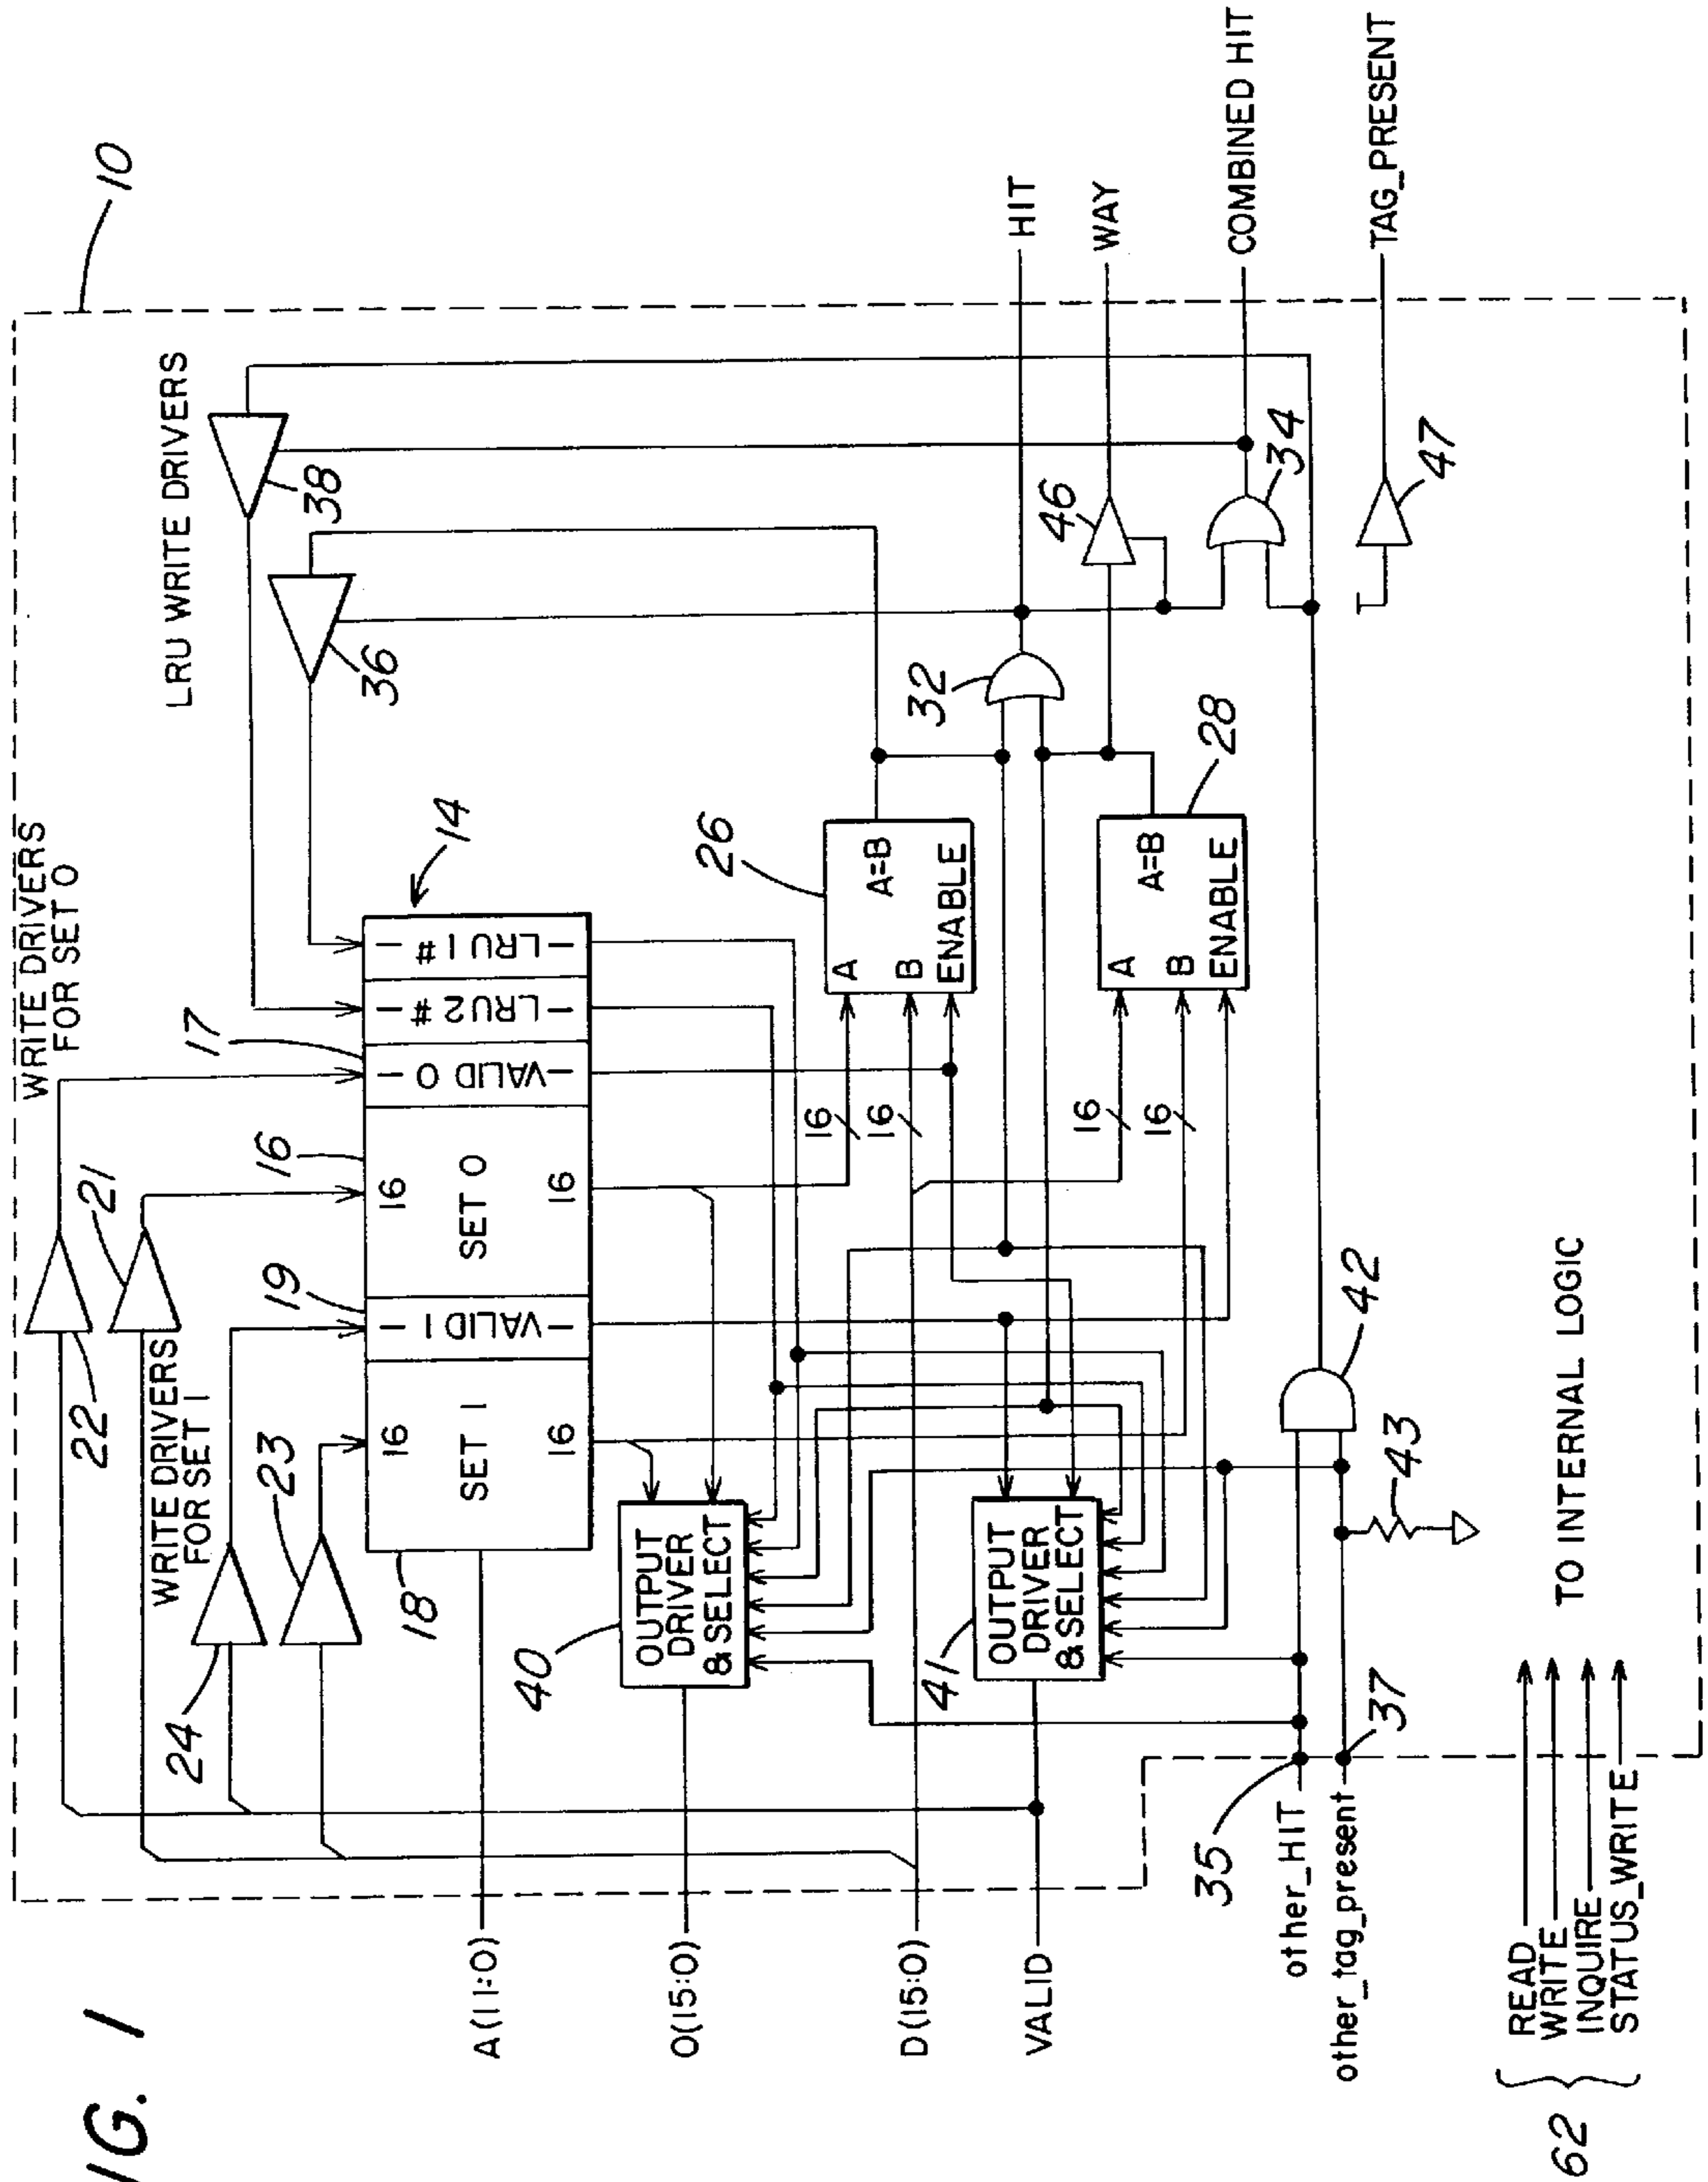 FIG. 1
10
WRITE DRIVERS
FOR SET 0
LRU WRITE DRIVERS
22
21
WRITE DRIVERS
FOR SET 1
24
23
38
36
14
17
16
19
18
16
SET 1
16
VALID 1
16
SET 0
16
VALID 0
LRU2 #
LRU 1 #
A(11:0)
O(15:0)
D(15:0)
VALID
40
OUTPUT
DRIVER
& SELECT
41
OUTPUT
DRIVER
& SELECT
16
16
16
16
26
A
B
A=B
ENABLE
28
A
B
A=B
ENABLE
32
46
34
47
HIT
WAY
COMBINED HIT
TAG_PRESENT
35
other_HIT
other_tag_present
37
42
43
62
READ
WRITE
INQUIRE
STATUS_WRITE
TO INTERNAL LOGIC